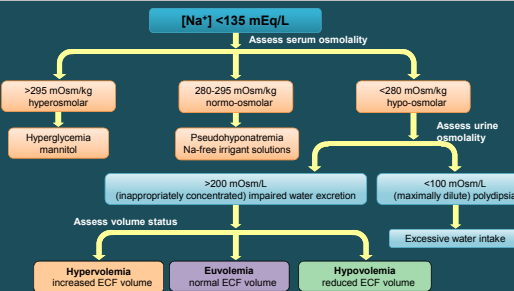 [Na⁺] <135 mEq/L
Assess serum osmolality
>295 mOsm/kg
hyperosmolar
280-295 mOsm/kg
normo-osmolar
<280 mOsm/kg
hypo-osmolar
Hyperglycemia
mannitol
Pseudohyponatremia
Na-free irrigant solutions
Assess urine
osmolality
>200 mOsm/L
(inappropriately concentrated) impaired water excretion
<100 mOsm/L
(maximally dilute) polydipsia
Assess volume status
Excessive water intake
Hypervolemia
increased ECF volume
Euvolemia
normal ECF volume
Hypovolemia
reduced ECF volume